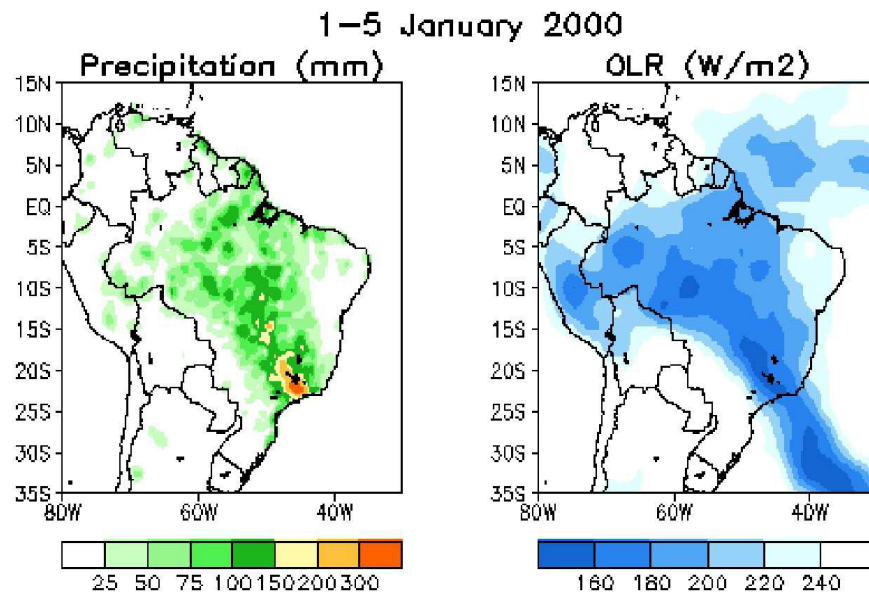 1−5 January 2000
Precipitation (mm)
OLR (W/m2)
15N
10N
5N
EQ
5S
10S
15S
20S
25S
30S
35S
80W 60W 40W
25 50 75 100 150 200 300
15N
10N
5N
EQ
5S
10S
15S
20S
25S
30S
35S
80W 60W 40W
160 180 200 220 240